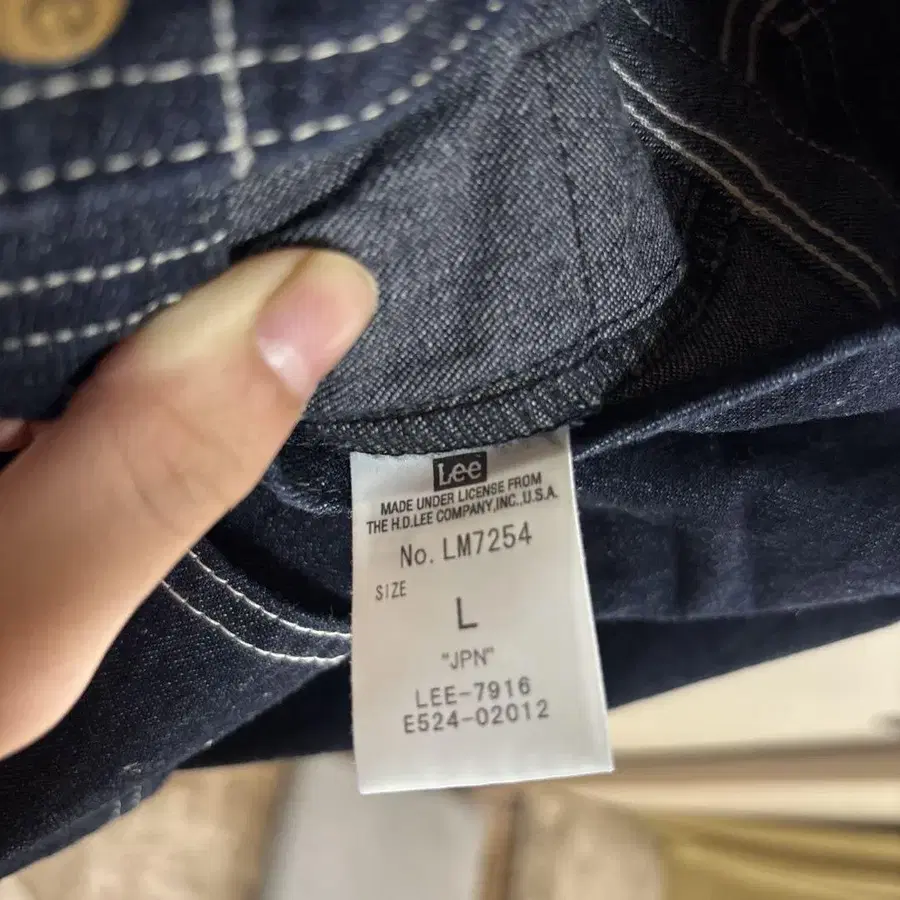 Lee
MADE UNDER LICENSE FROM
THE H.D.LEE COMPANY,INC.,U.S.A.
No. LM7254
SIZE
L
"JPN"
LEE-7916
E524-02012